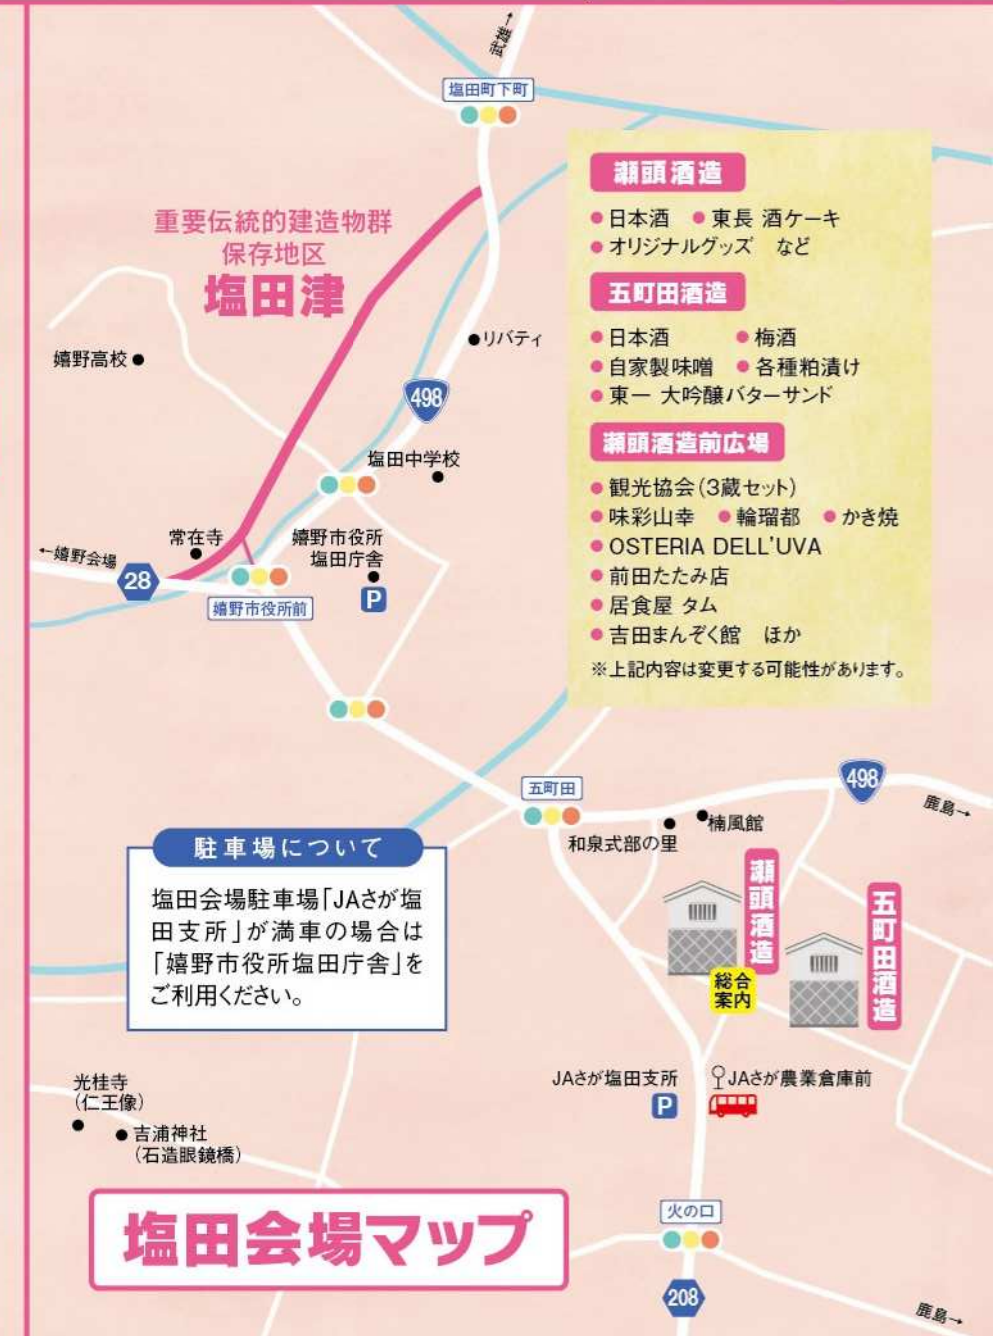 武雄→
塩田町下町
重要伝統的建造物群
保存地区
塩田津
嬉野高校
リバティ
498
塩田中学校
常在寺
嬉野市役所
塩田庁舎
P
←嬉野会場
28
嬉野市役所前
瀬頭酒造
●日本酒 ●東長 酒ケーキ
●オリジナルグッズ など
五町田酒造
●日本酒 ●梅酒
●自家製味噌 ●各種粕漬け
●東一 大吟醸バターサンド
瀬頭酒造前広場
●観光協会(3蔵セット)
●味彩山幸 ●輪瑠都 ●かき焼
●OSTERIA DELL'UVA
●前田たたみ店
●居食屋 タム
●吉田まんぞく館 ほか
※上記内容は変更する可能性があります。
五町田
498
鹿島→
和泉式部の里
楠風館
瀬頭酒造
総合
案内
五町田酒造
駐車場について
塩田会場駐車場「JAさが塩
田支所」が満車の場合は
「嬉野市役所塩田庁舎」を
ご利用ください。
JAさが塩田支所
P
JAさが農業倉庫前
光桂寺
(仁王像)
吉浦神社
(石造眼鏡橋)
塩田会場マップ
火の口
208
鹿島→